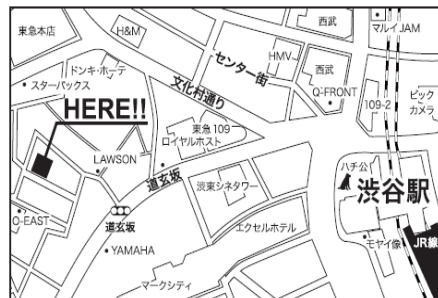 東急本店
H&M
西武
マルイJAM
センター街
HMV
ドンキ・ホーテ
スターバックス
文化村通り
西武
Q-FRONT
109-2
ビック
カメラ
HERE!!
東急109
ロイヤルホスト
LAWSON
道玄坂
ハチ公
渋谷駅
渋東シネタワー
O-EAST
道玄坂
エクセルホテル
YAMAHA
モヤイ像
JR線
マークシティ